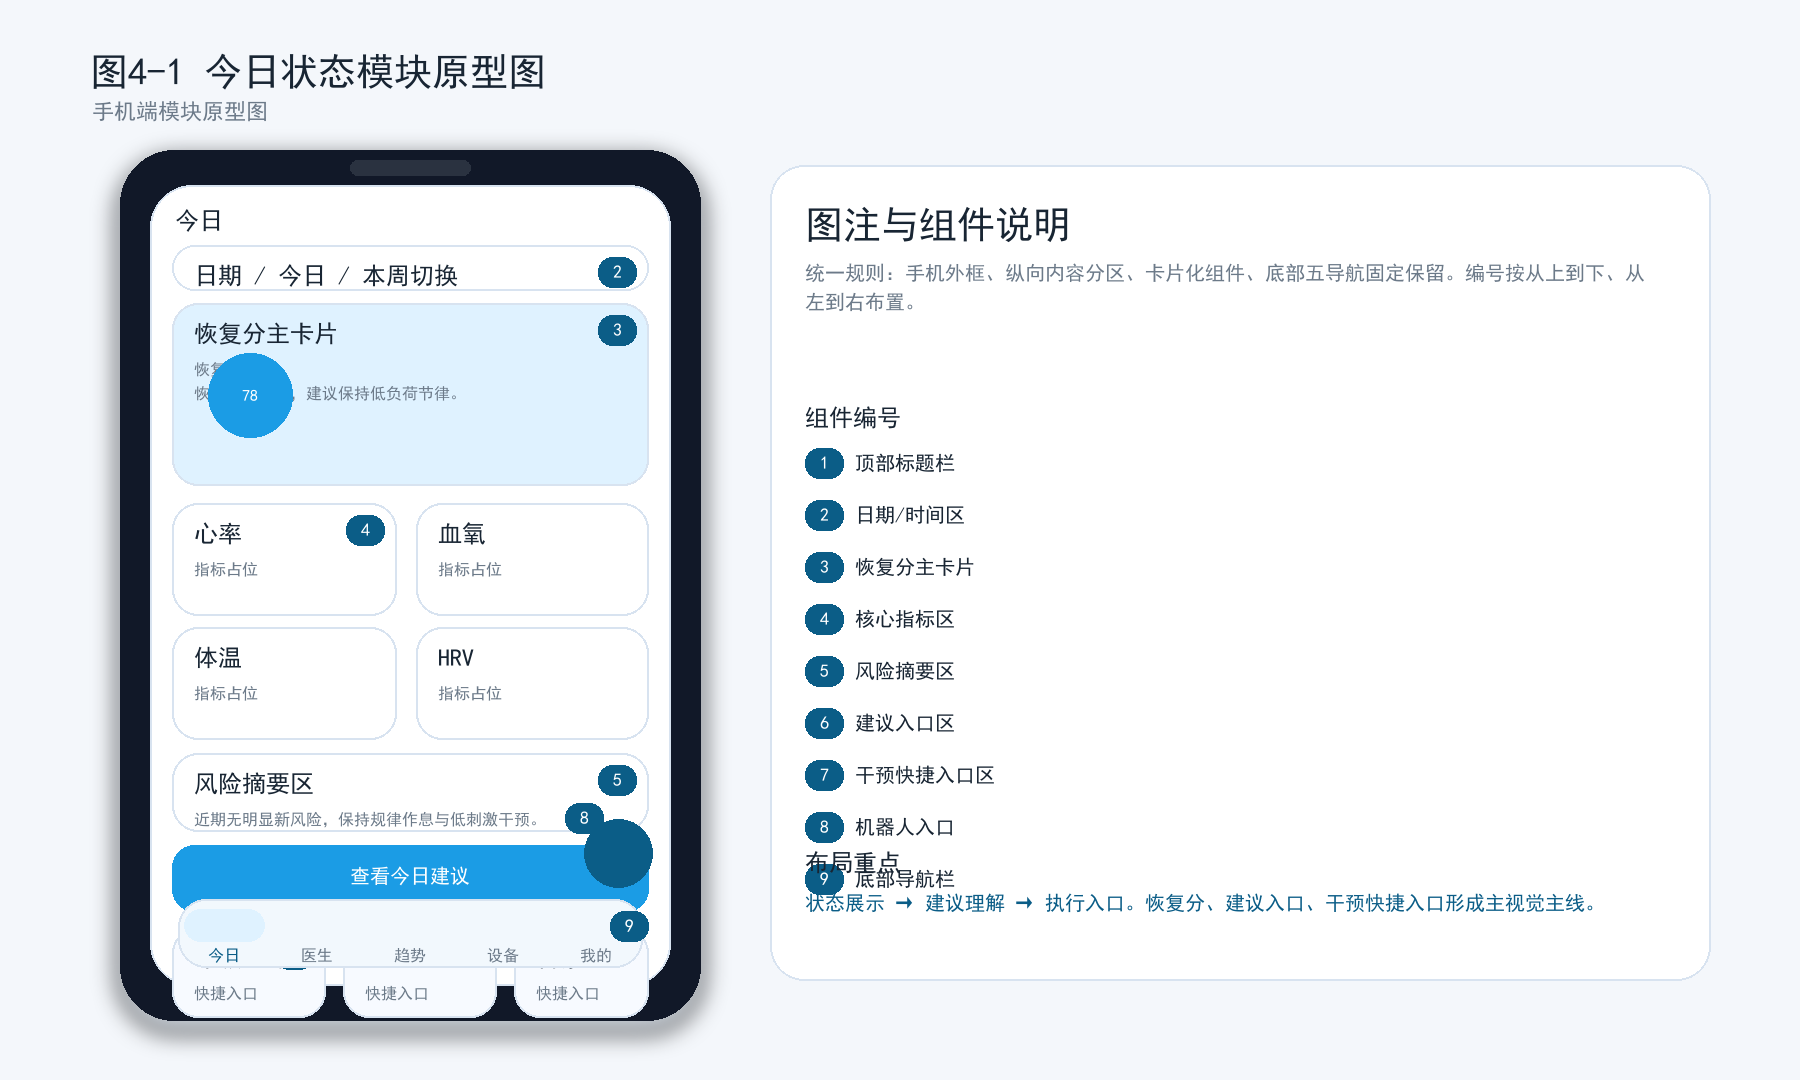 图4-1 今日状态模块原型图
手机端模块原型图
今日
日期 / 今日 / 本周切换
2
恢复分主卡片
3
恢
恢
78
建议保持低负荷节律。
心率
4
指标占位
血氧
指标占位
体温
指标占位
HRV
指标占位
风险摘要区
5
近期无明显新风险，保持规律作息与低刺激干预。
8
查看今日建议
9
今日
医生
趋势
设备
我的
快捷入口
快捷入口
快捷入口
图注与组件说明
统一规则：手机外框、纵向内容分区、卡片化组件、底部五导航固定保留。编号按从上到下、从
左到右布置。
组件编号
1 顶部标题栏
2 日期/时间区
3 恢复分主卡片
4 核心指标区
5 风险摘要区
6 建议入口区
7 干预快捷入口区
8 机器人入口
布局重点
9 底部导航栏
状态展示 → 建议理解 → 执行入口。恢复分、建议入口、干预快捷入口形成主视觉主线。